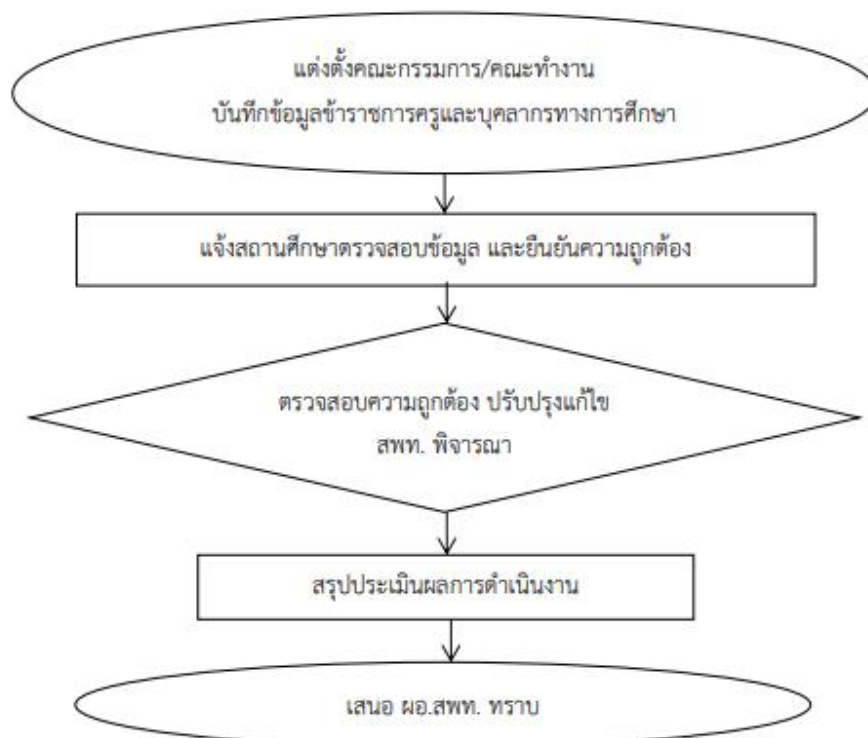 แต่งตั้งคณะกรรมการ/คณะทำงาน
บันทึกข้อมูลข้าราชการครูและบุคลากรทางการศึกษา
แจ้งสถานศึกษาตรวจสอบข้อมูล และยืนยันความถูกต้อง
ตรวจสอบความถูกต้อง ปรับปรุงแก้ไข
สพท. พิจารณา
สรุปประเมินผลการดำเนินงาน
เสนอ ผอ.สพท. ทราบ